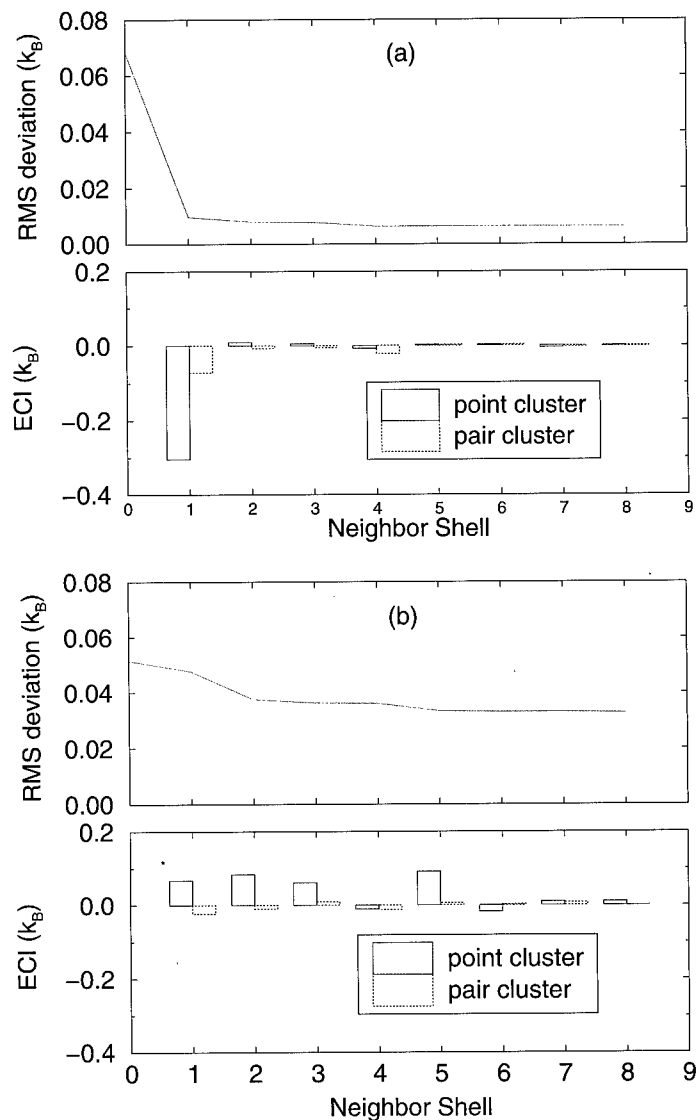 0.08
0.06
0.04
0.02
0.00
RMS deviation (k_B)
(a)
0.2
0.0
−0.2
−0.4
ECI (k_B)
point cluster
pair cluster
0 1 2 3 4 5 6 7 8 9
Neighbor Shell
0.08
0.06
0.04
0.02
0.00
RMS deviation (k_B)
(b)
0.2
0.0
−0.2
−0.4
ECI (k_B)
point cluster
pair cluster
0 1 2 3 4 5 6 7 8 9
Neighbor Shell